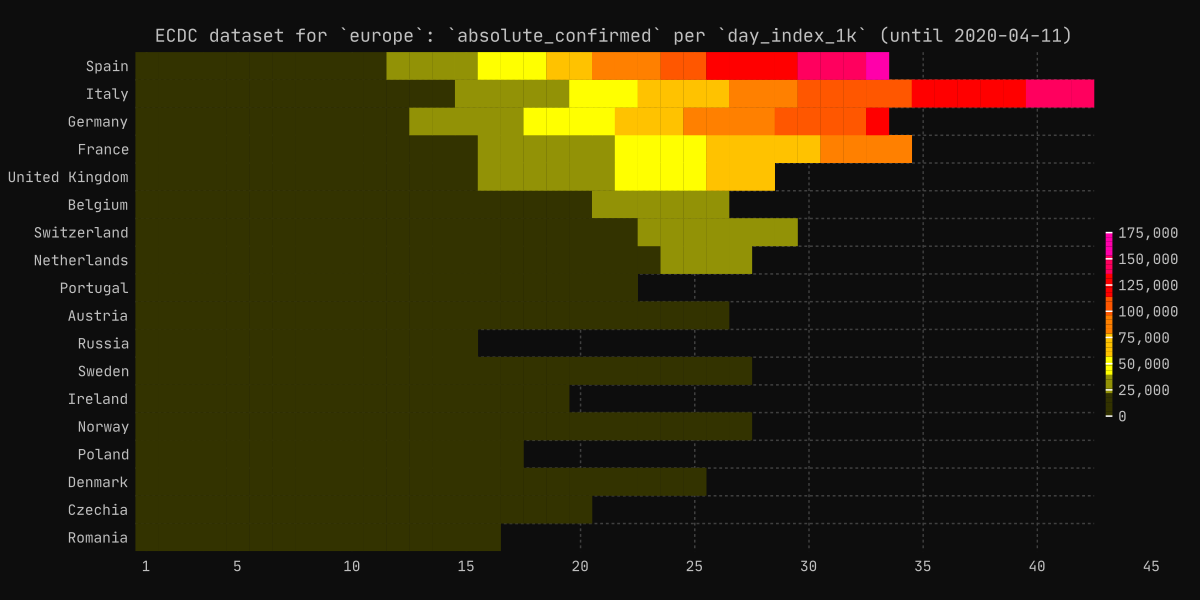 ECDC dataset for `europe`: `absolute_confirmed` per `day_index_1k` (until 2020-04-11)
Spain
Italy
Germany
France
United Kingdom
Belgium
Switzerland
Netherlands
Portugal
Austria
Russia
Sweden
Ireland
Norway
Poland
Denmark
Czechia
Romania
175,000
150,000
125,000
100,000
75,000
50,000
25,000
0
1 5 10 15 20 25 30 35 40 45